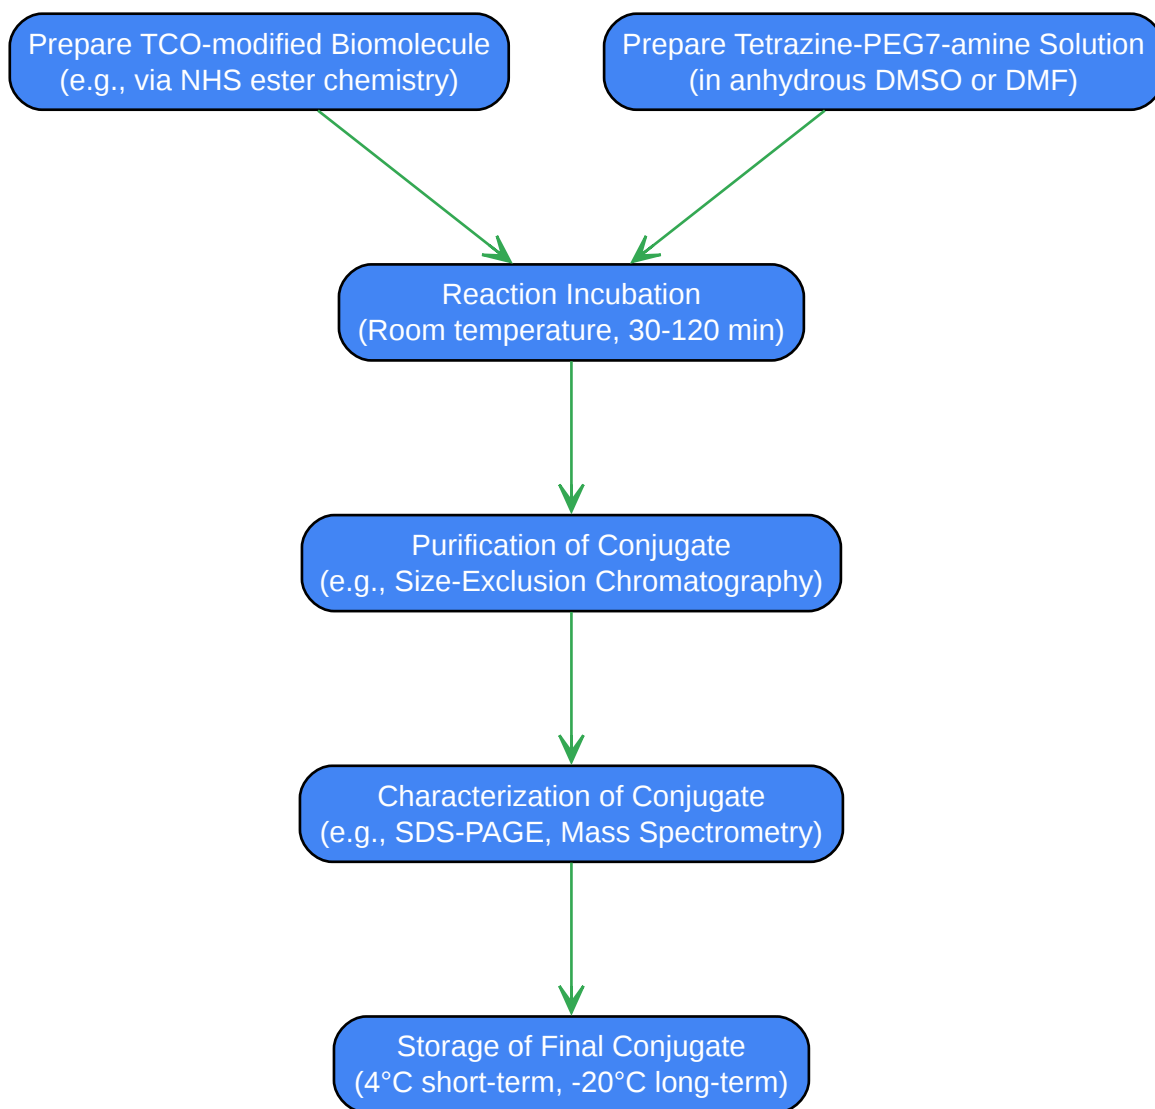 Prepare TCO-modified Biomolecule
(e.g., via NHS ester chemistry)
Prepare Tetrazine-PEG7-amine Solution
(in anhydrous DMSO or DMF)
Reaction Incubation
(Room temperature, 30-120 min)
Purification of Conjugate
(e.g., Size-Exclusion Chromatography)
Characterization of Conjugate
(e.g., SDS-PAGE, Mass Spectrometry)
Storage of Final Conjugate
(4°C short-term, -20°C long-term)